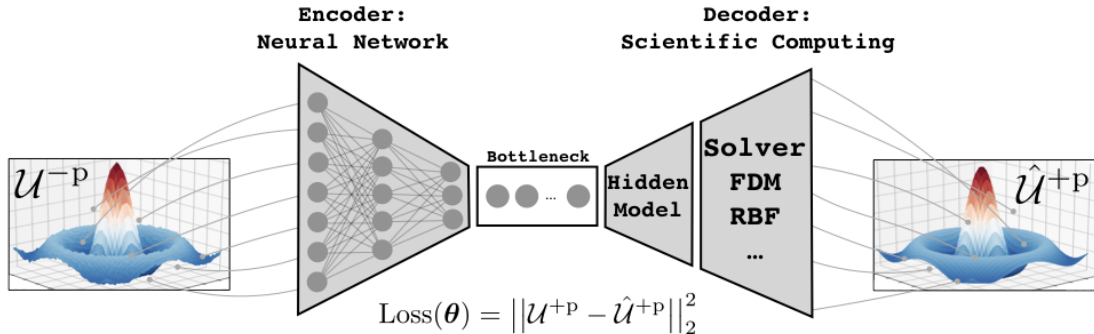 Encoder:
Neural Network
Decoder:
Scientific Computing
𝒰⁻ᵖ
Bottleneck
...
Hidden
Model
Solver
FDM
RBF
...
𝒰̂⁺ᵖ
Loss(𝜽) = ||𝒰⁺ᵖ − 𝒰̂⁺ᵖ||₂²